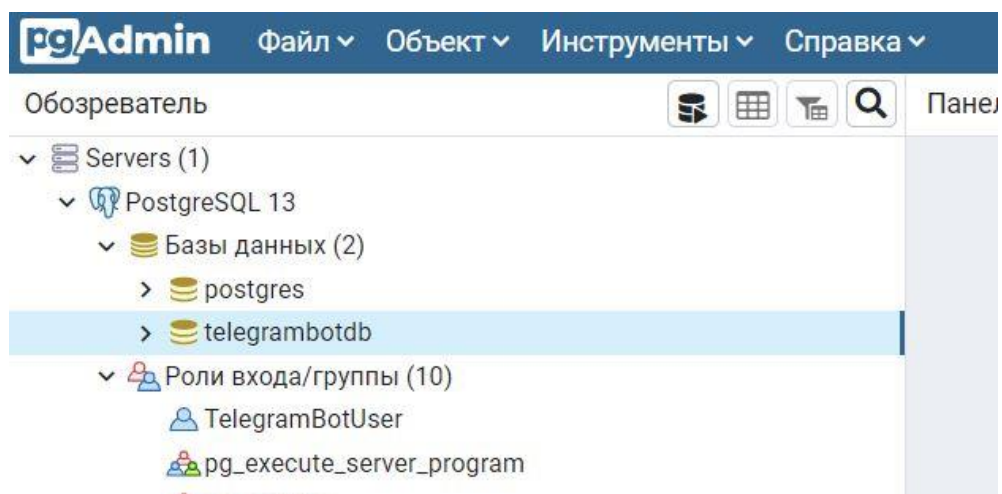 pgAdmin Файл Объект Инструменты Справка
Обозреватель
Servers (1)
PostgreSQL 13
Базы данных (2)
postgres
telegrambotdb
Роли входа/группы (10)
TelegramBotUser
pg_execute_server_program